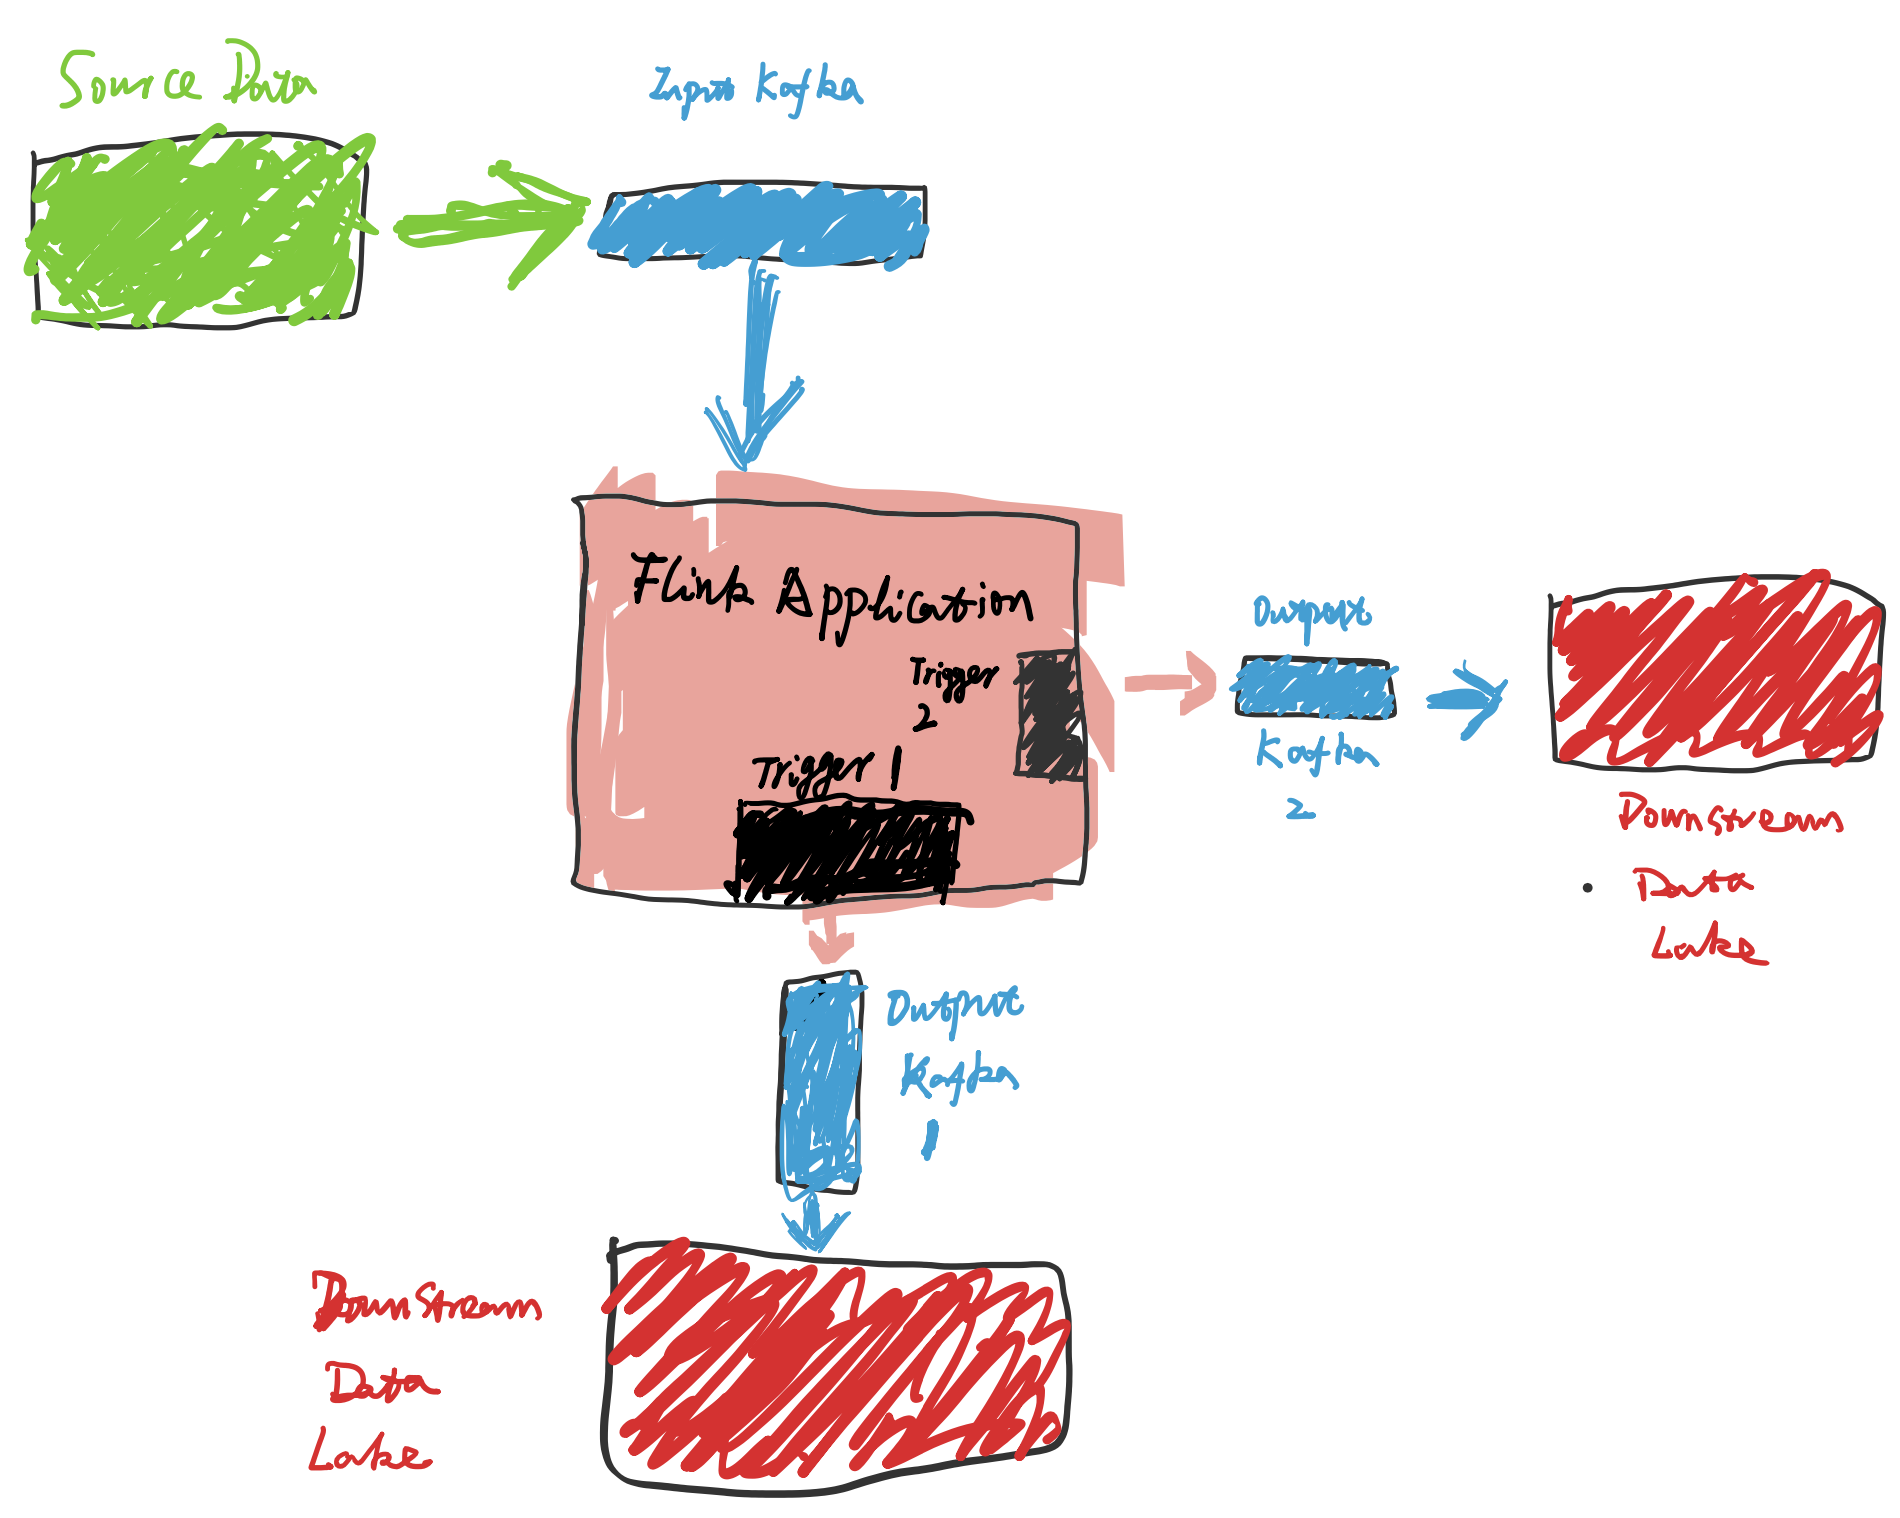 Source Data
Input Kafka
Flink Application
Trigger
2
Trigger 1
Output
Kafka
2
Downstream
Data
Lake
Output
Kafka
1
Downstream
Data
Lake